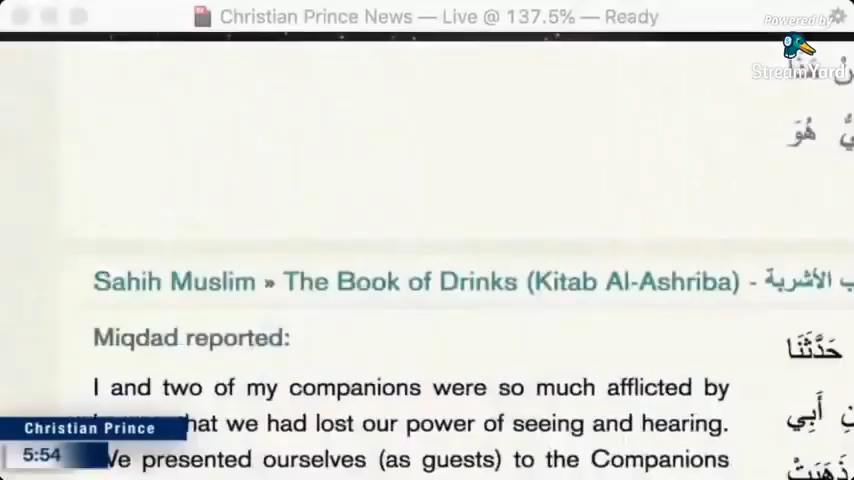 Christian Prince News — Live @ 137.5% — Ready
Powered by
StreamYard
هُوَ
Sahih Muslim » The Book of Drinks (Kitab Al-Ashriba) - الأشربة
Miqdad reported:
حَدَّثَنَا
I and two of my companions were so much afflicted by
أَبِي
that we had lost our power of seeing and hearing.
We presented ourselves (as guests) to the Companions
Christian Prince
5:54